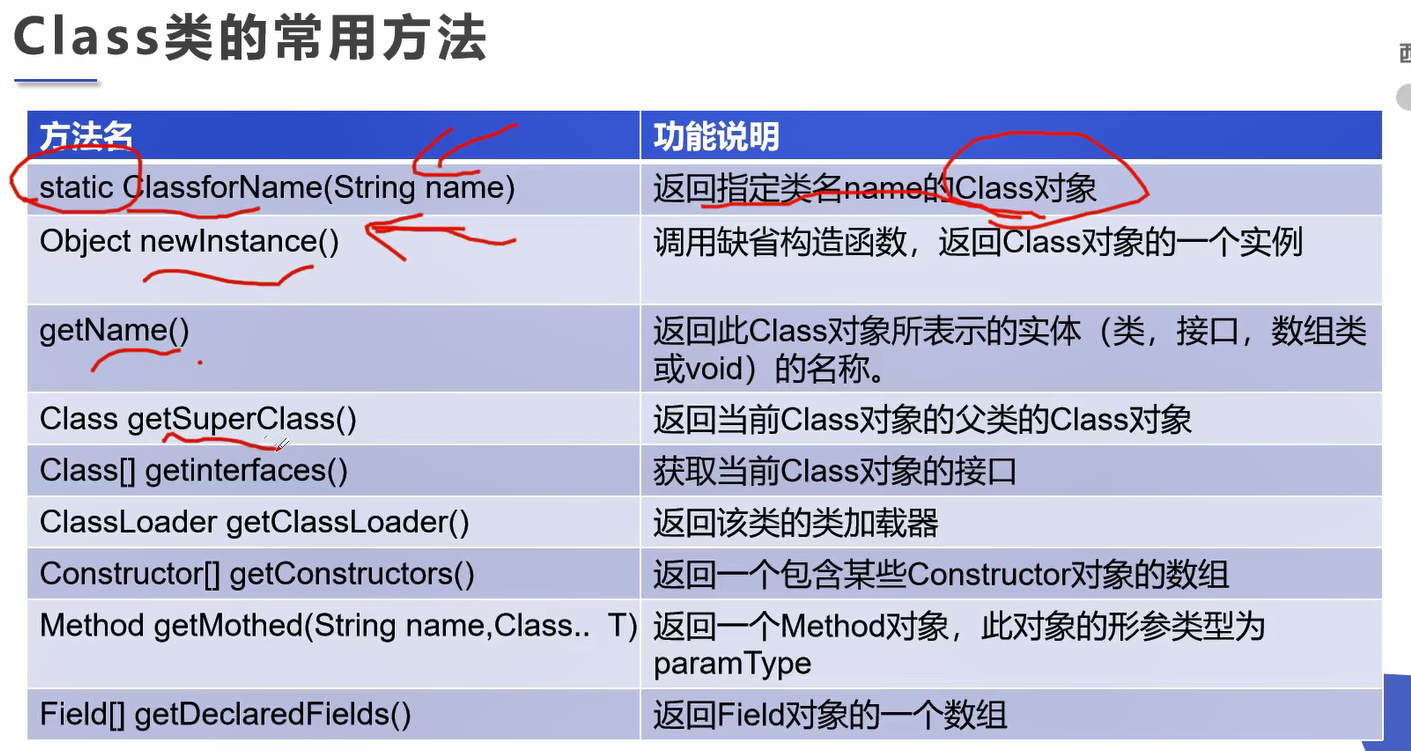 Class类的常用方法
方法名
功能说明
static ClassforName(String name)
返回指定类名name的Class对象
Object newInstance()
调用缺省构造函数，返回Class对象的一个实例
getName()
返回此Class对象所表示的实体（类，接口，数组类
或void）的名称。
Class getSuperClass()
返回当前Class对象的父类的Class对象
Class[] getinterfaces()
获取当前Class对象的接口
ClassLoader getClassLoader()
返回该类的类加载器
Constructor[] getConstructors()
返回一个包含某些Constructor对象的数组
Method getMothed(String name,Class.. T)
返回一个Method对象，此对象的形参类型为
paramType
Field[] getDeclaredFields()
返回Field对象的一个数组